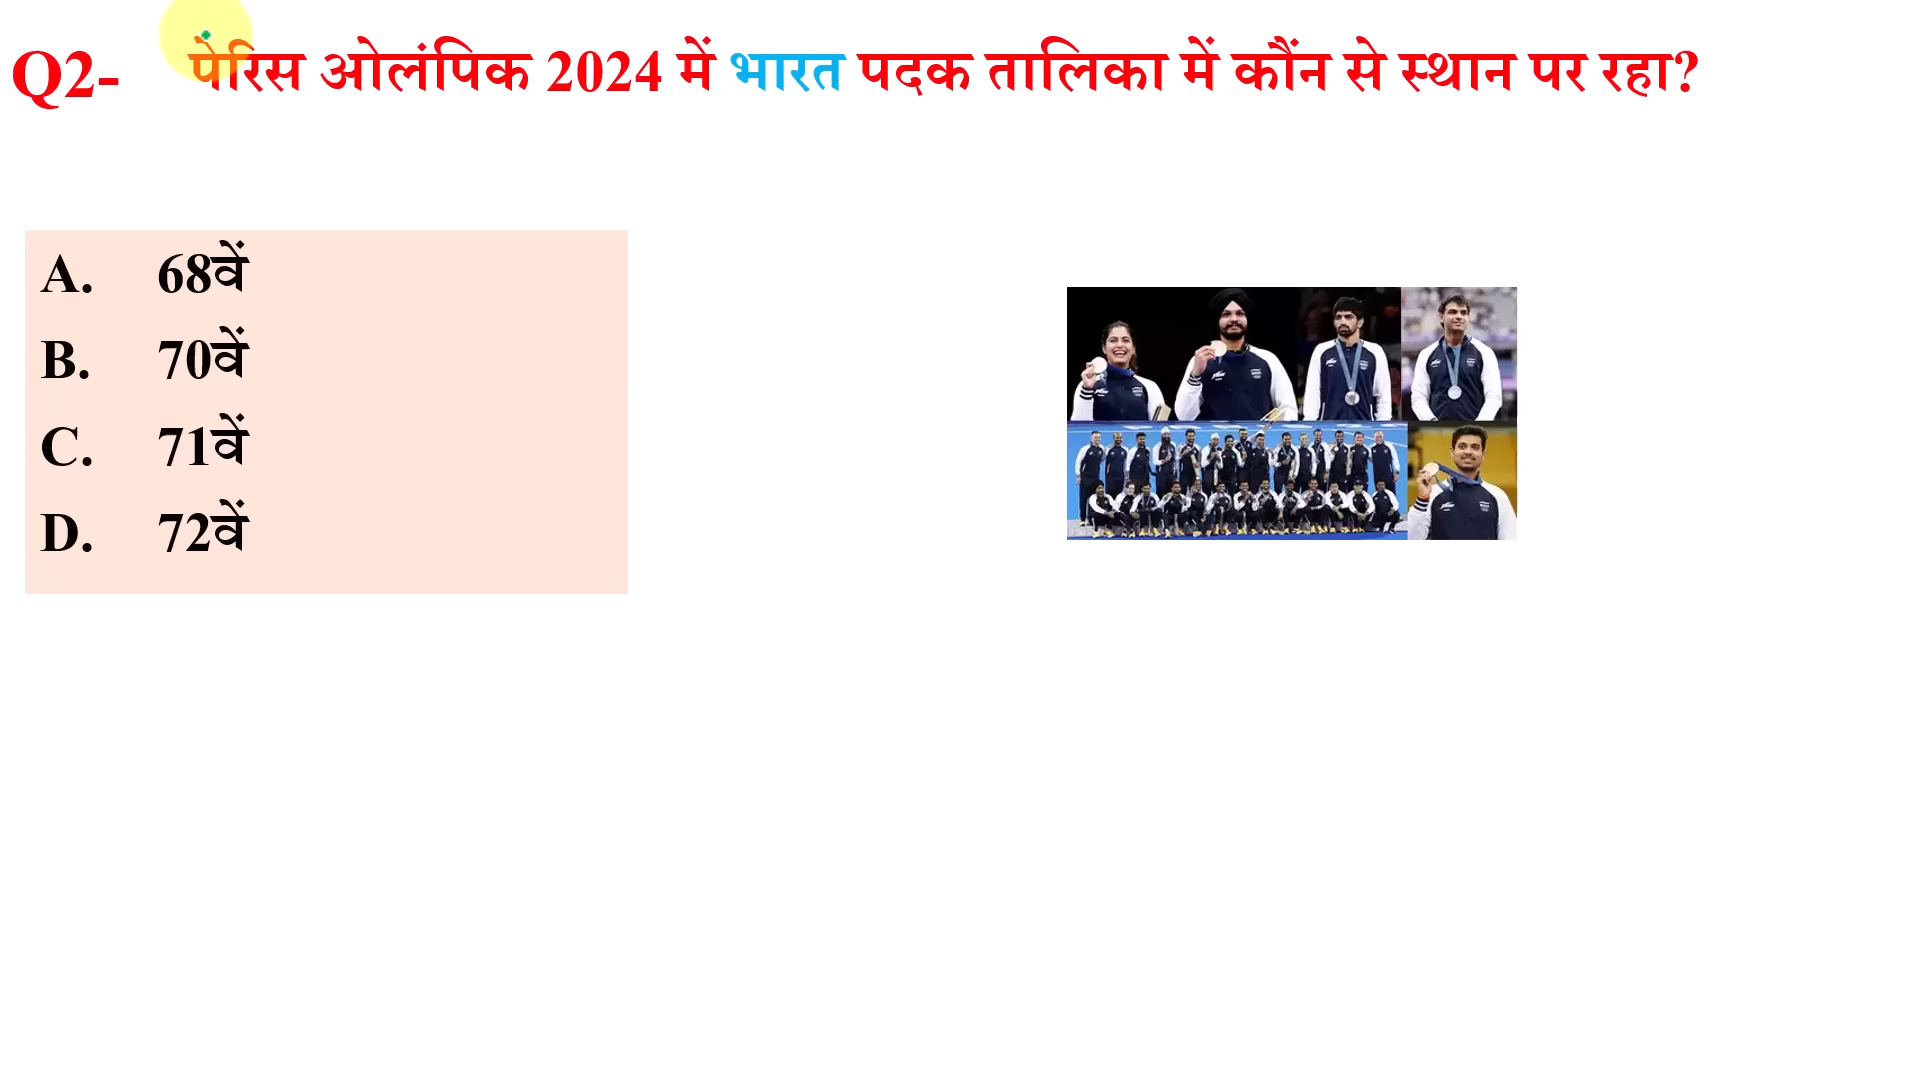 Q2- पेरिस ओलंपिक 2024 में भारत पदक तालिका में कौंन से स्थान पर रहा?
A. 68वें
B. 70वें
C. 71वें
D. 72वें